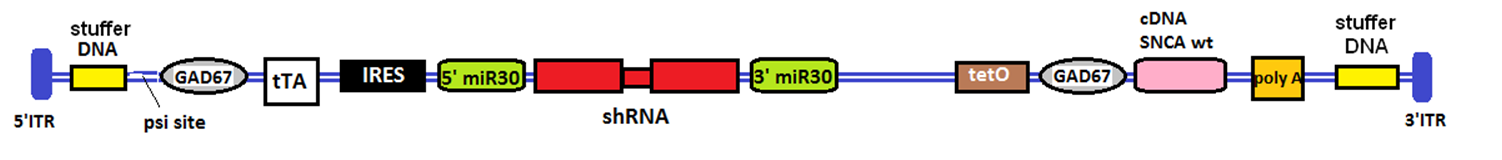 stuffer
DNA
5'ITR
psi site
GAD67
tTA
IRES
5' miR30
shRNA
3' miR30
tetO
GAD67
cDNA
SNCA wt
poly A
stuffer
DNA
3'ITR